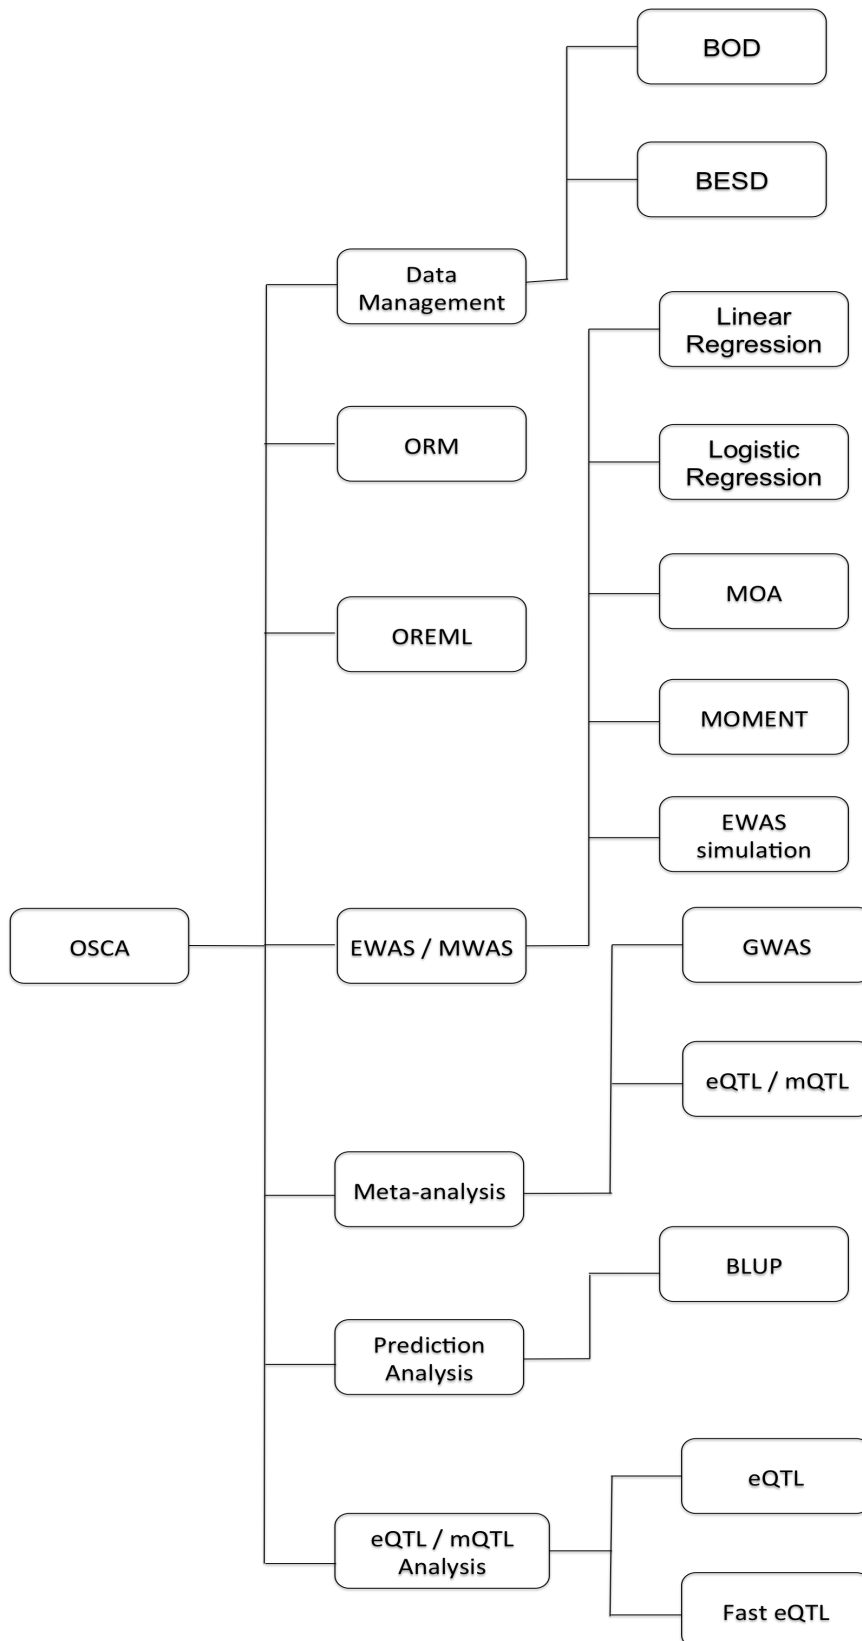 BOD
BESD
Data
Management
Linear
Regression
ORM
Logistic
Regression
MOA
OREML
MOMENT
EWAS
simulation
OSCA
EWAS / MWAS
GWAS
eQTL / mQTL
Meta-analysis
BLUP
Prediction
Analysis
eQTL
eQTL / mQTL
Analysis
Fast eQTL